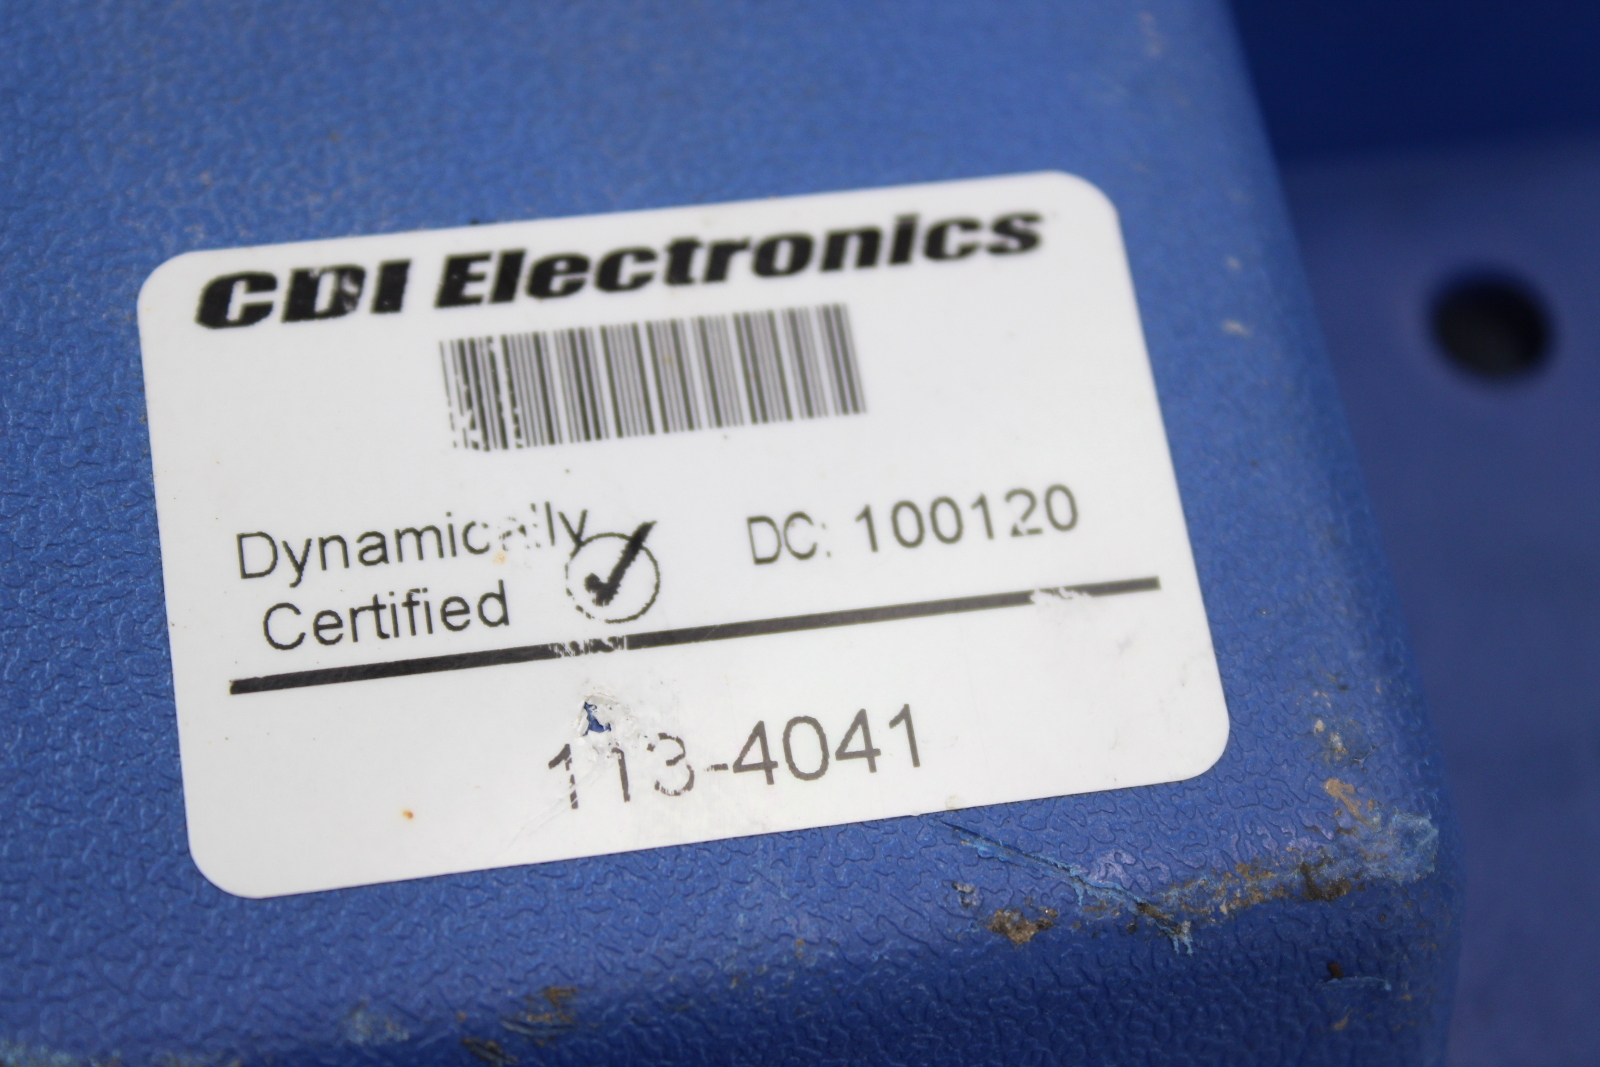 CDI Electronics
Dynamically
Certified
DC: 100120
113-4041